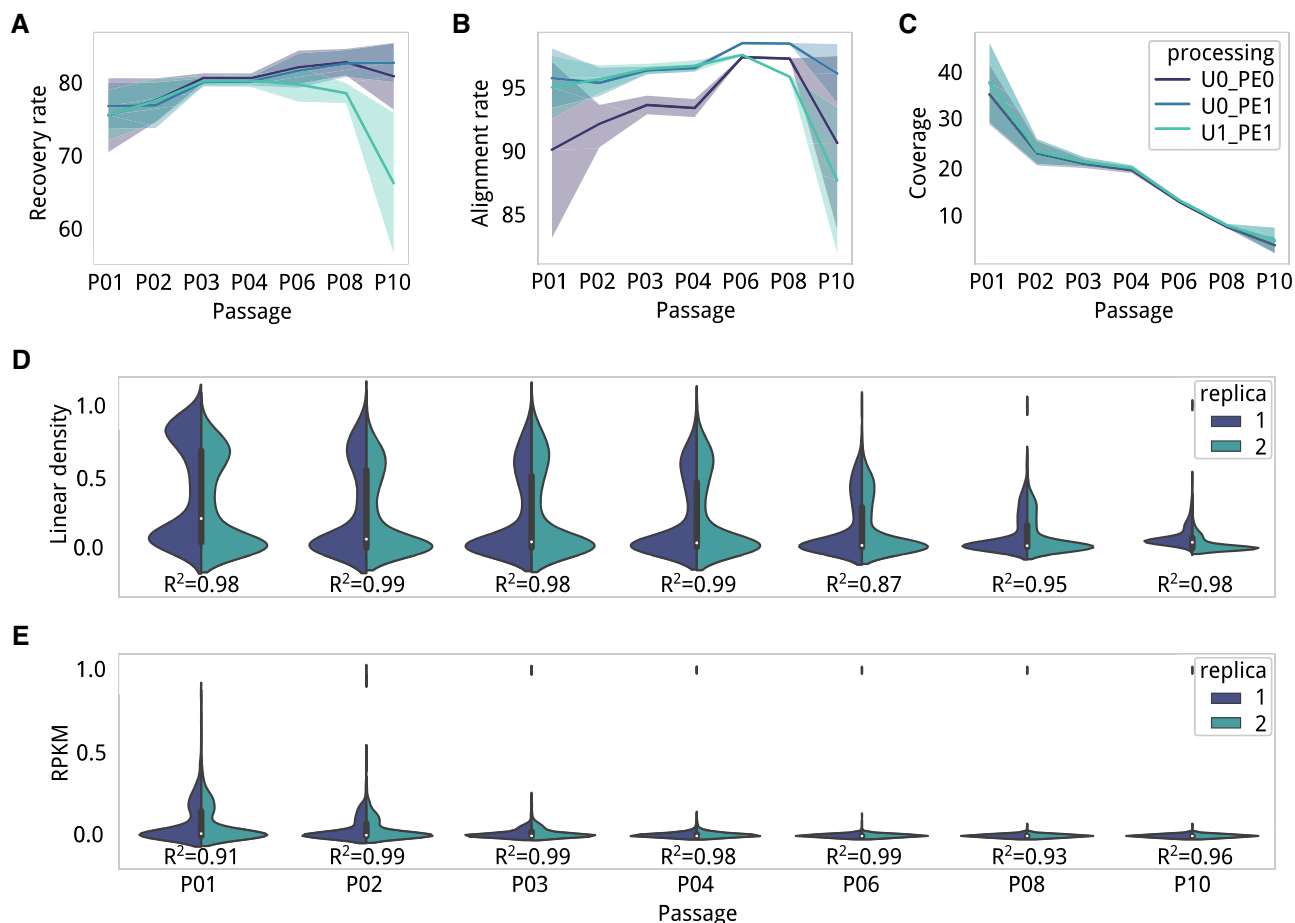 A
Recovery rate
80
70
60
P01 P02 P03 P04 P06 P08 P10
Passage
B
Alignment rate
95
90
85
P01 P02 P03 P04 P06 P08 P10
Passage
C
Coverage
40
30
20
10
processing
U0_PE0
U0_PE1
U1_PE1
P01 P02 P03 P04 P06 P08 P10
Passage
D
Linear density
1.0
0.5
0.0
replica
1
2
R²=0.98 R²=0.99 R²=0.98 R²=0.99 R²=0.87 R²=0.95 R²=0.98
E
RPKM
1.0
0.5
0.0
replica
1
2
R²=0.91 R²=0.99 R²=0.99 R²=0.98 R²=0.99 R²=0.93 R²=0.96
P01 P02 P03 P04 P06 P08 P10
Passage